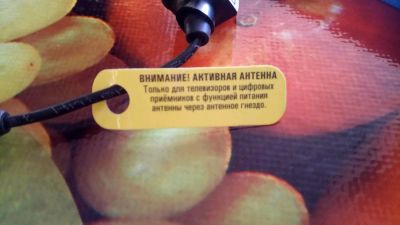 ВНИМАНИЕ! АКТИВНАЯ АНТЕННА
Только для телевизоров и цифровых
приёмников с функцией питания
антенны через антенное гнездо.